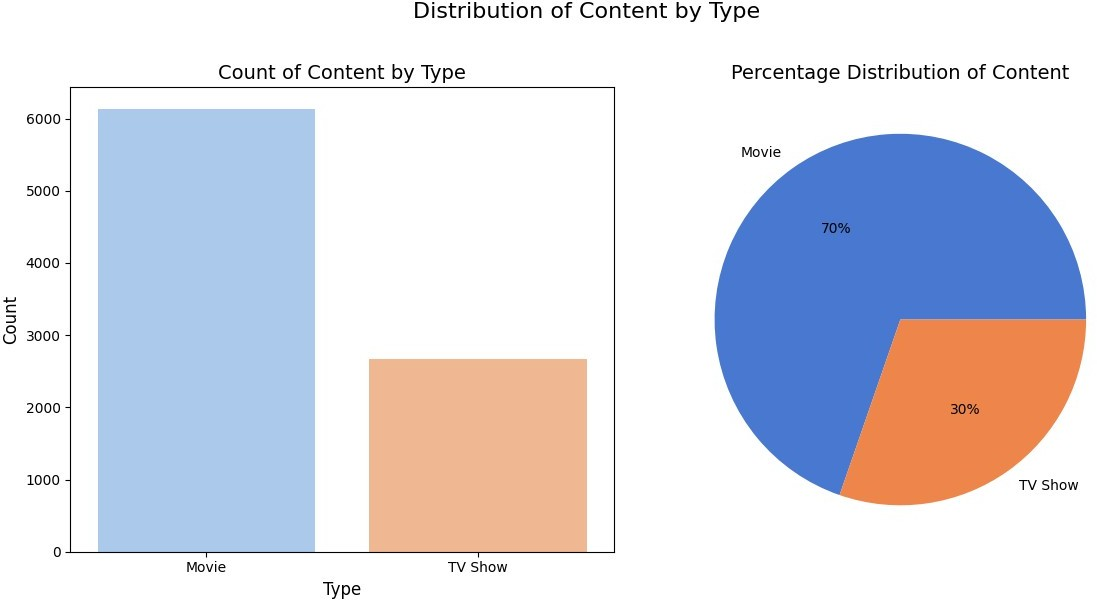 Distribution of Content by Type
Count of Content by Type
6000
5000
4000
3000
2000
1000
0
Count
Movie
TV Show
Type
Percentage Distribution of Content
Movie
70%
30%
TV Show